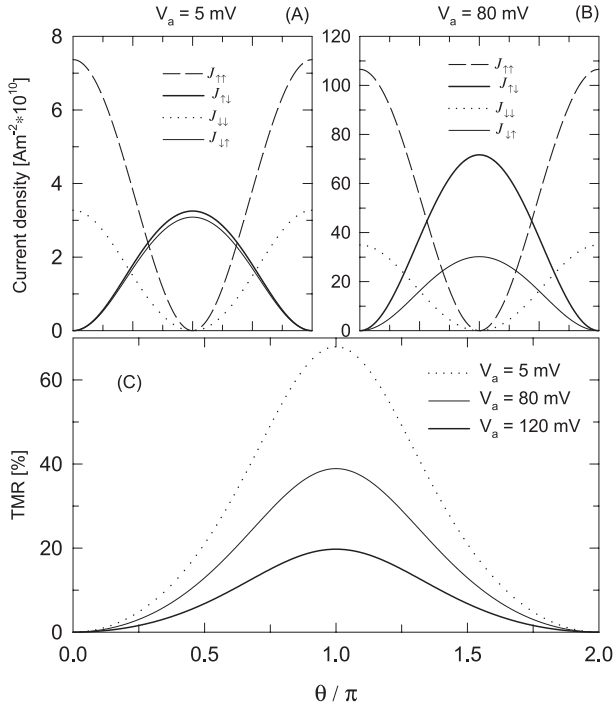 V_a = 5 mV (A)
V_a = 80 mV (B)
Current density [Am⁻²*10¹⁰]
8
6
4
2
0
J↑↑
J↑↓
J↓↓
J↓↑
120
100
80
60
40
20
0
J↑↑
J↑↓
J↓↓
J↓↑
(C)
TMR [%]
60
40
20
0
V_a = 5 mV
V_a = 80 mV
V_a = 120 mV
0.0 0.5 1.0 1.5 2.0
θ / π